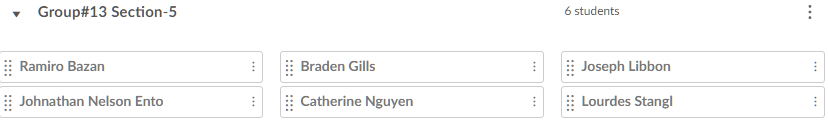 Group#13 Section-5 6 students
Ramiro Bazan Braden Gills Joseph Libbon
Johnathan Nelson Ento Catherine Nguyen Lourdes Stangl